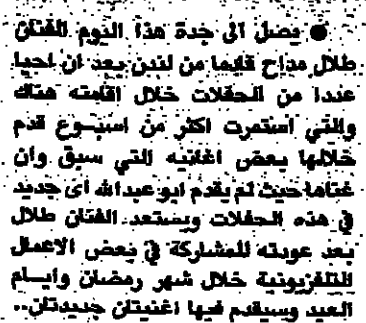 ● يصل الى جدة هذا اليوم الفنان
طلال مداح قادما من لندن بعد ان احيا
عددا من الحفلات خلال اقامته هناك
والتي استمرت اكثر من اسبوع قدم
خلالها بعض اغانيه التي سبق وان
غناها حيث لم يقدم ابو عبدالله أى جديد
في هذه الحفلات ويستعد الفنان طلال
بعد عودته للمشاركة في بعض الاعمال
التلفزيونية خلال شهر رمضان وايام
العيد وسيقدم فيها اغنيتان جديدتان..